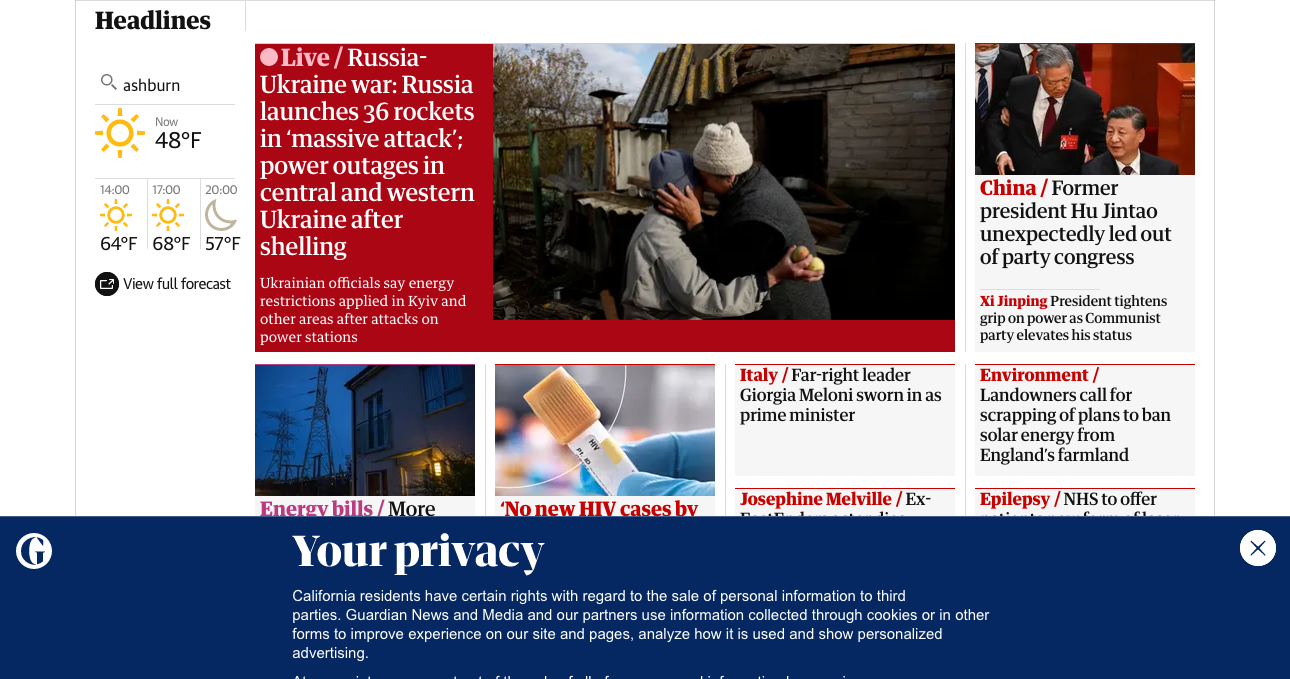 Headlines
ashburn
Now
48°F
14:00
17:00
20:00
64°F
68°F
57°F
View full forecast
Live / Russia-
Ukraine war: Russia
launches 36 rockets
in ‘massive attack’;
power outages in
central and western
Ukraine after
shelling
Ukrainian officials say energy
restrictions applied in Kyiv and
other areas after attacks on
power stations
China / Former
president Hu Jintao
unexpectedly led out
of party congress
Xi Jinping President tightens
grip on power as Communist
party elevates his status
HIV
PT. ID
Energy bills / More
‘No new HIV cases by
Italy / Far-right leader
Giorgia Meloni sworn in as
prime minister
Josephine Melville / Ex-
Environment /
Landowners call for
scrapping of plans to ban
solar energy from
England’s farmland
Epilepsy / NHS to offer
Your privacy
California residents have certain rights with regard to the sale of personal information to third
parties. Guardian News and Media and our partners use information collected through cookies or in other
forms to improve experience on our site and pages, analyze how it is used and show personalized
advertising.